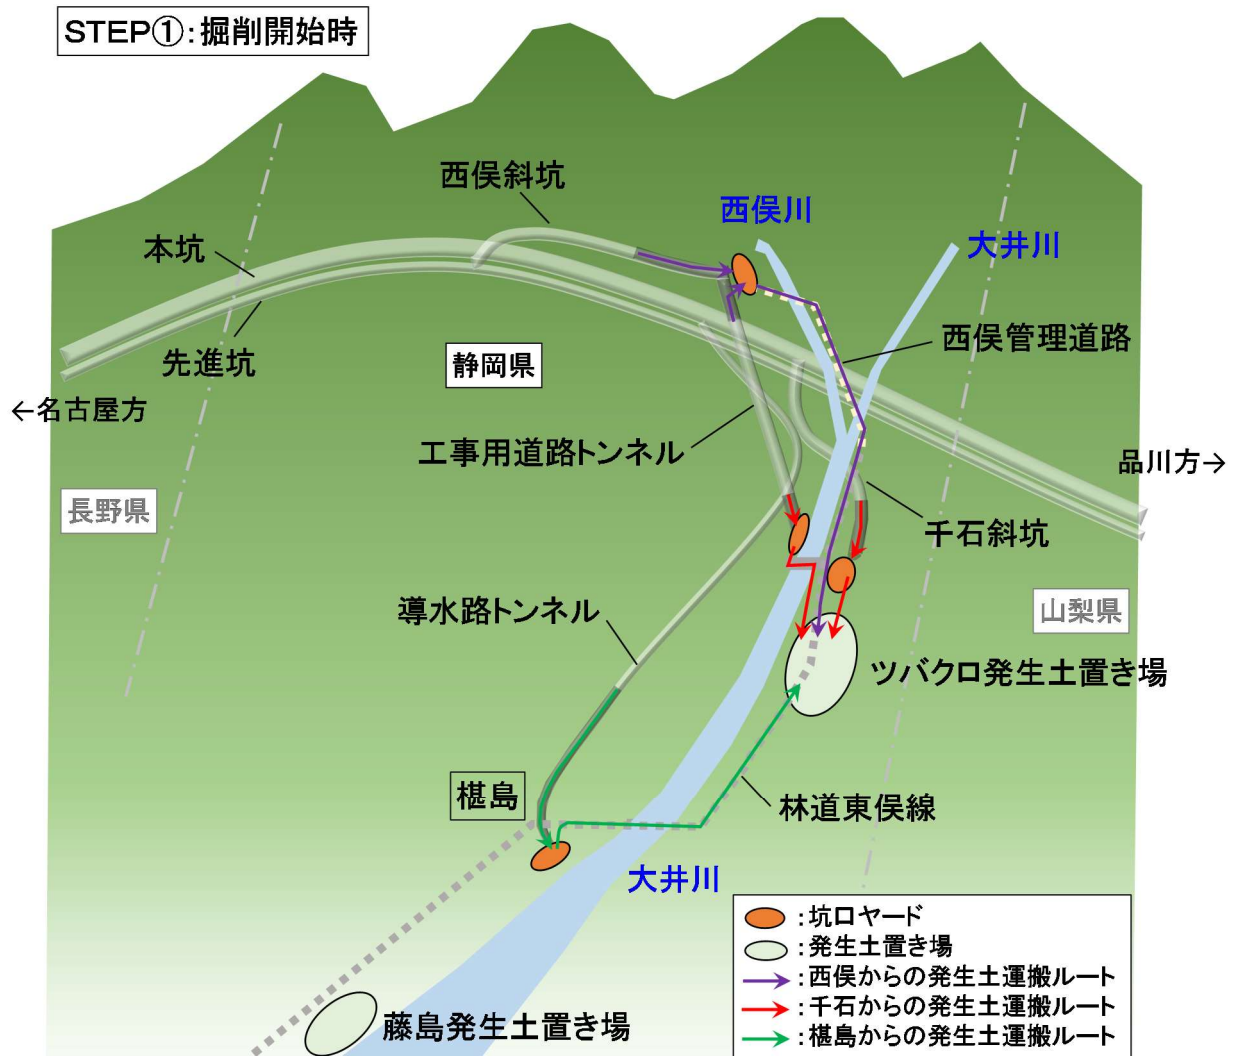 STEP①:掘削開始時
西俣斜坑
西俣川
大井川
本坑
先進坑
西俣管理道路
静岡県
←名古屋方
工事用道路トンネル
品川方→
長野県
千石斜坑
導水路トンネル
山梨県
ツバクロ発生土置き場
椹島
林道東俣線
大井川
藤島発生土置き場
:坑口ヤード
:発生土置き場
:西俣からの発生土運搬ルート
:千石からの発生土運搬ルート
:椹島からの発生土運搬ルート